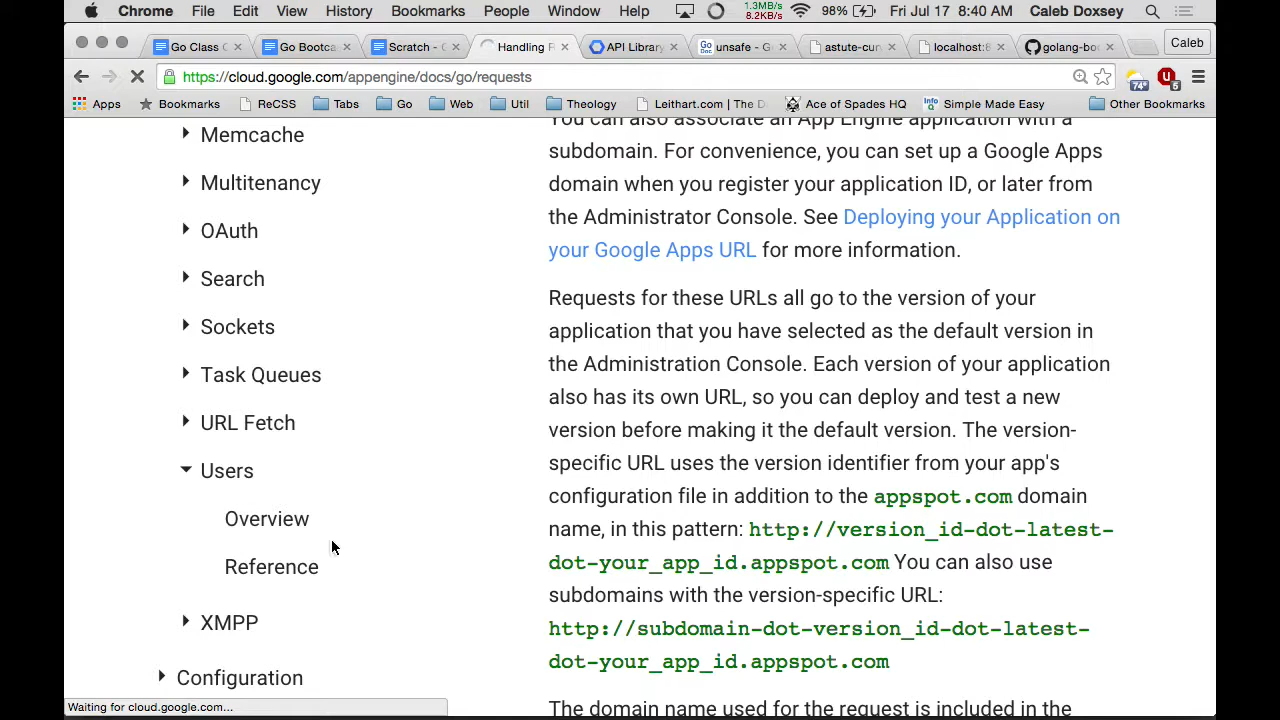 Chrome File Edit View History Bookmarks People Window Help 1.3MB/s 8.2KB/s 98% Fri Jul 17 8:40 AM Caleb Doxsey
Go Class Go Bootca Scratch - Handling R API Library Go Doc unsafe - G astute-sun localhost:8 golang-bo Caleb
https://cloud.google.com/appengine/docs/go/requests 74° 5
Apps Bookmarks ReCSS Tabs Go Web Util Theology Leithart.com | The D Ace of Spades HQ Info Q Simple Made Easy Other Bookmarks
Memcache
Multitenancy
OAuth
Search
Sockets
Task Queues
URL Fetch
Users
Overview
Reference
XMPP
Configuration
Waiting for cloud.google.com...
You can also associate an App Engine application with a
subdomain. For convenience, you can set up a Google Apps
domain when you register your application ID, or later from
the Administrator Console. See Deploying your Application on
your Google Apps URL for more information.
Requests for these URLs all go to the version of your
application that you have selected as the default version in
the Administration Console. Each version of your application
also has its own URL, so you can deploy and test a new
version before making it the default version. The version-
specific URL uses the version identifier from your app's
configuration file in addition to the appspot.com domain
name, in this pattern: http://version_id-dot-latest-
dot-your_app_id.appspot.com You can also use
subdomains with the version-specific URL:
http://subdomain-dot-version_id-dot-latest-
dot-your_app_id.appspot.com
The domain name used for the request is included in the